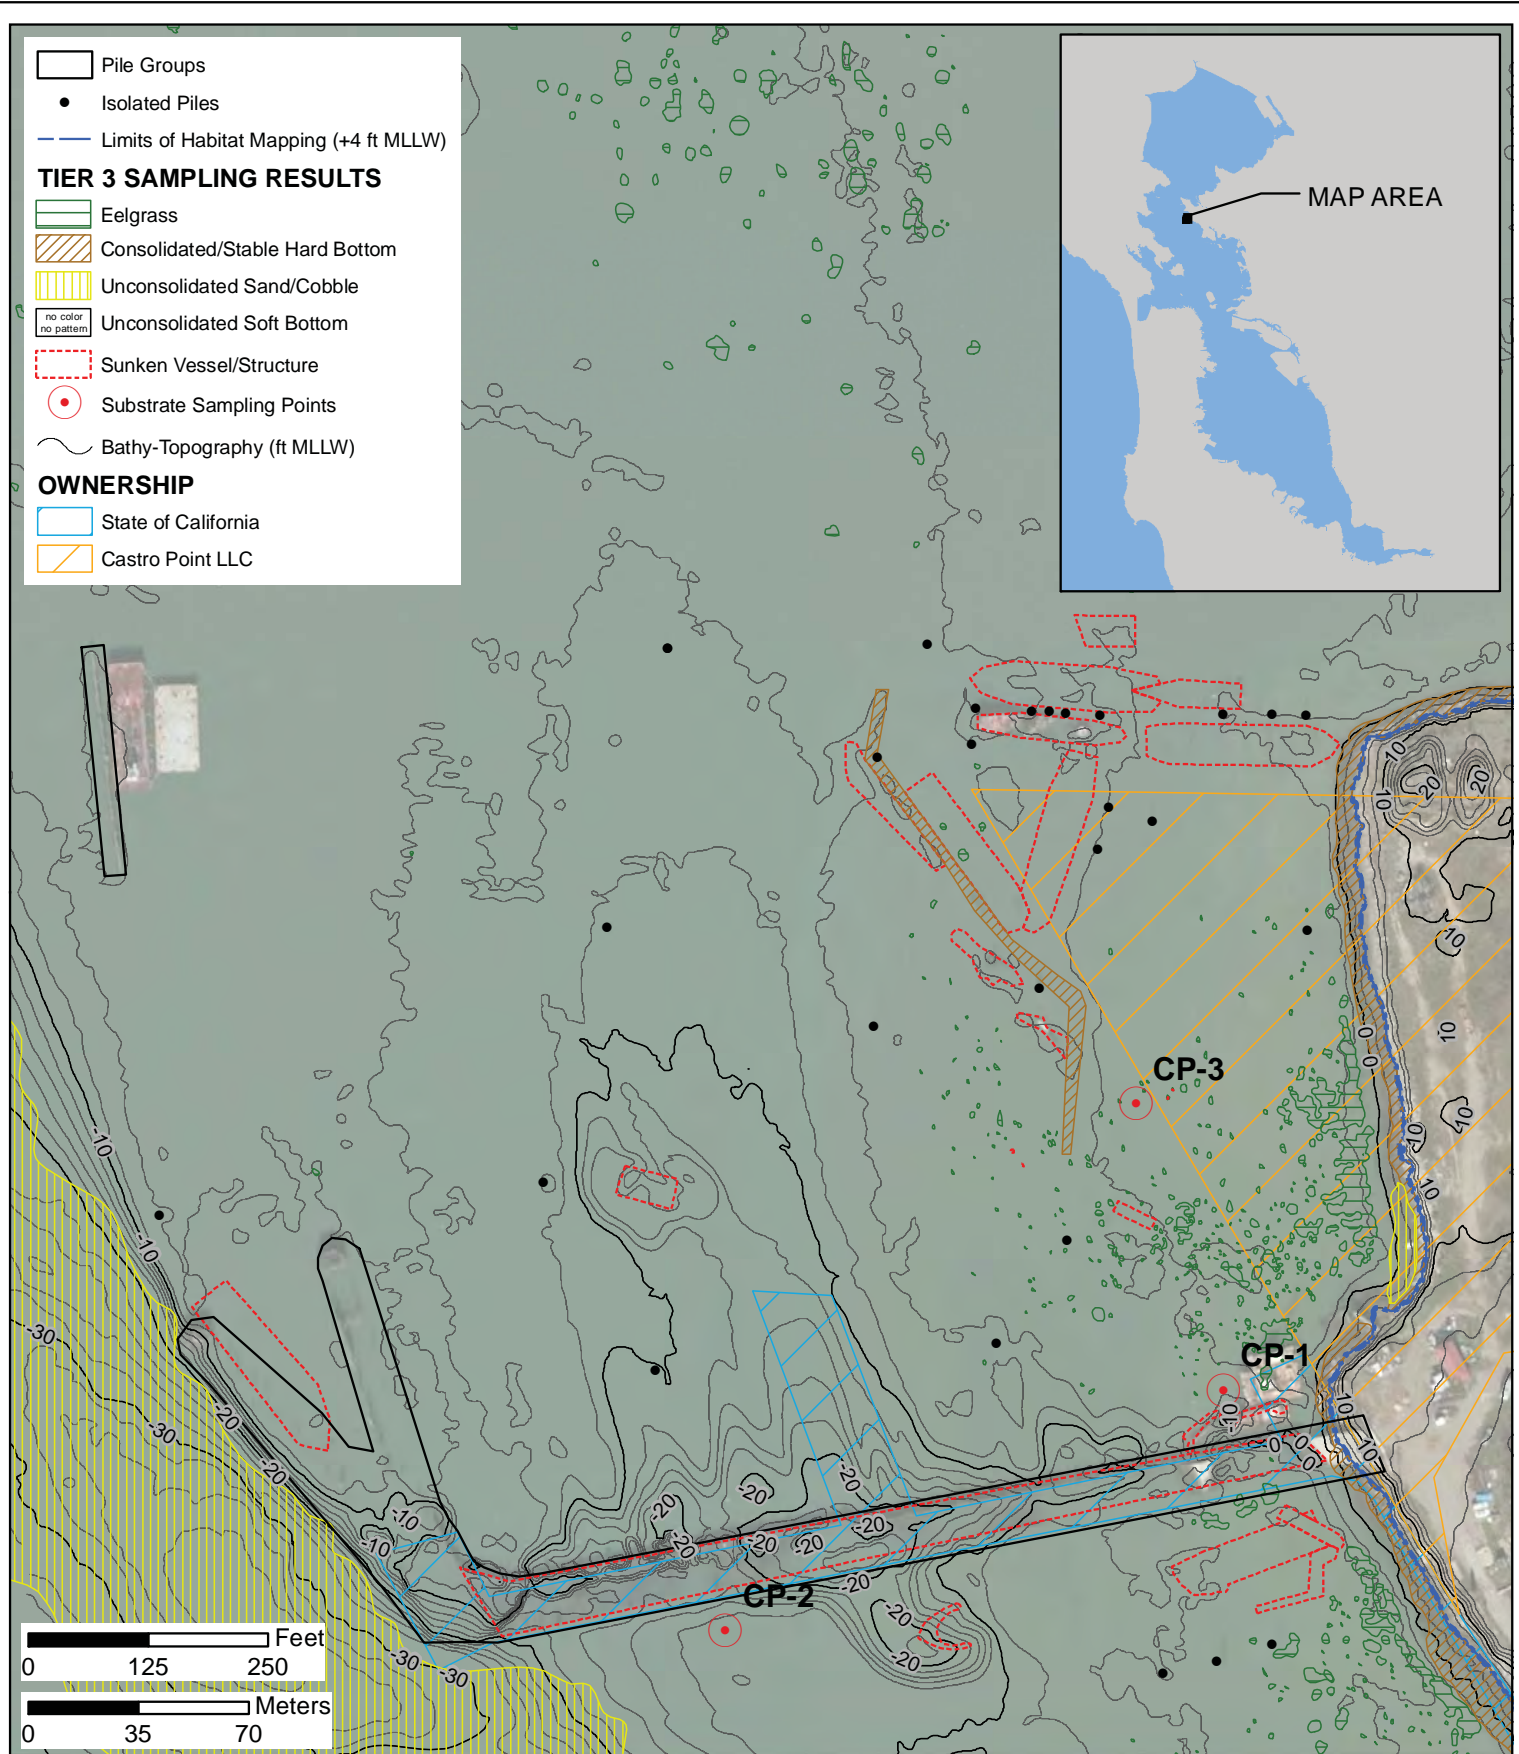 Pile Groups
Isolated Piles
Limits of Habitat Mapping (+4 ft MLLW)
TIER 3 SAMPLING RESULTS
Eelgrass
Consolidated/Stable Hard Bottom
Unconsolidated Sand/Cobble
no color
no pattern
Unconsolidated Soft Bottom
Sunken Vessel/Structure
Substrate Sampling Points
Bathy-Topography (ft MLLW)
OWNERSHIP
State of California
Castro Point LLC
MAP AREA
10
20
20
10
10
0
0
10
10
10
10
CP-3
-10
-10
-30
-30
-20
-20
-10
-10
CP-1
-10
10
10
0
0
0
-20
-20
-20
-20
-20
-20
-20
-20
CP-2
-20
-20
-30
-30
Feet
0 125 250
Meters
0 35 70